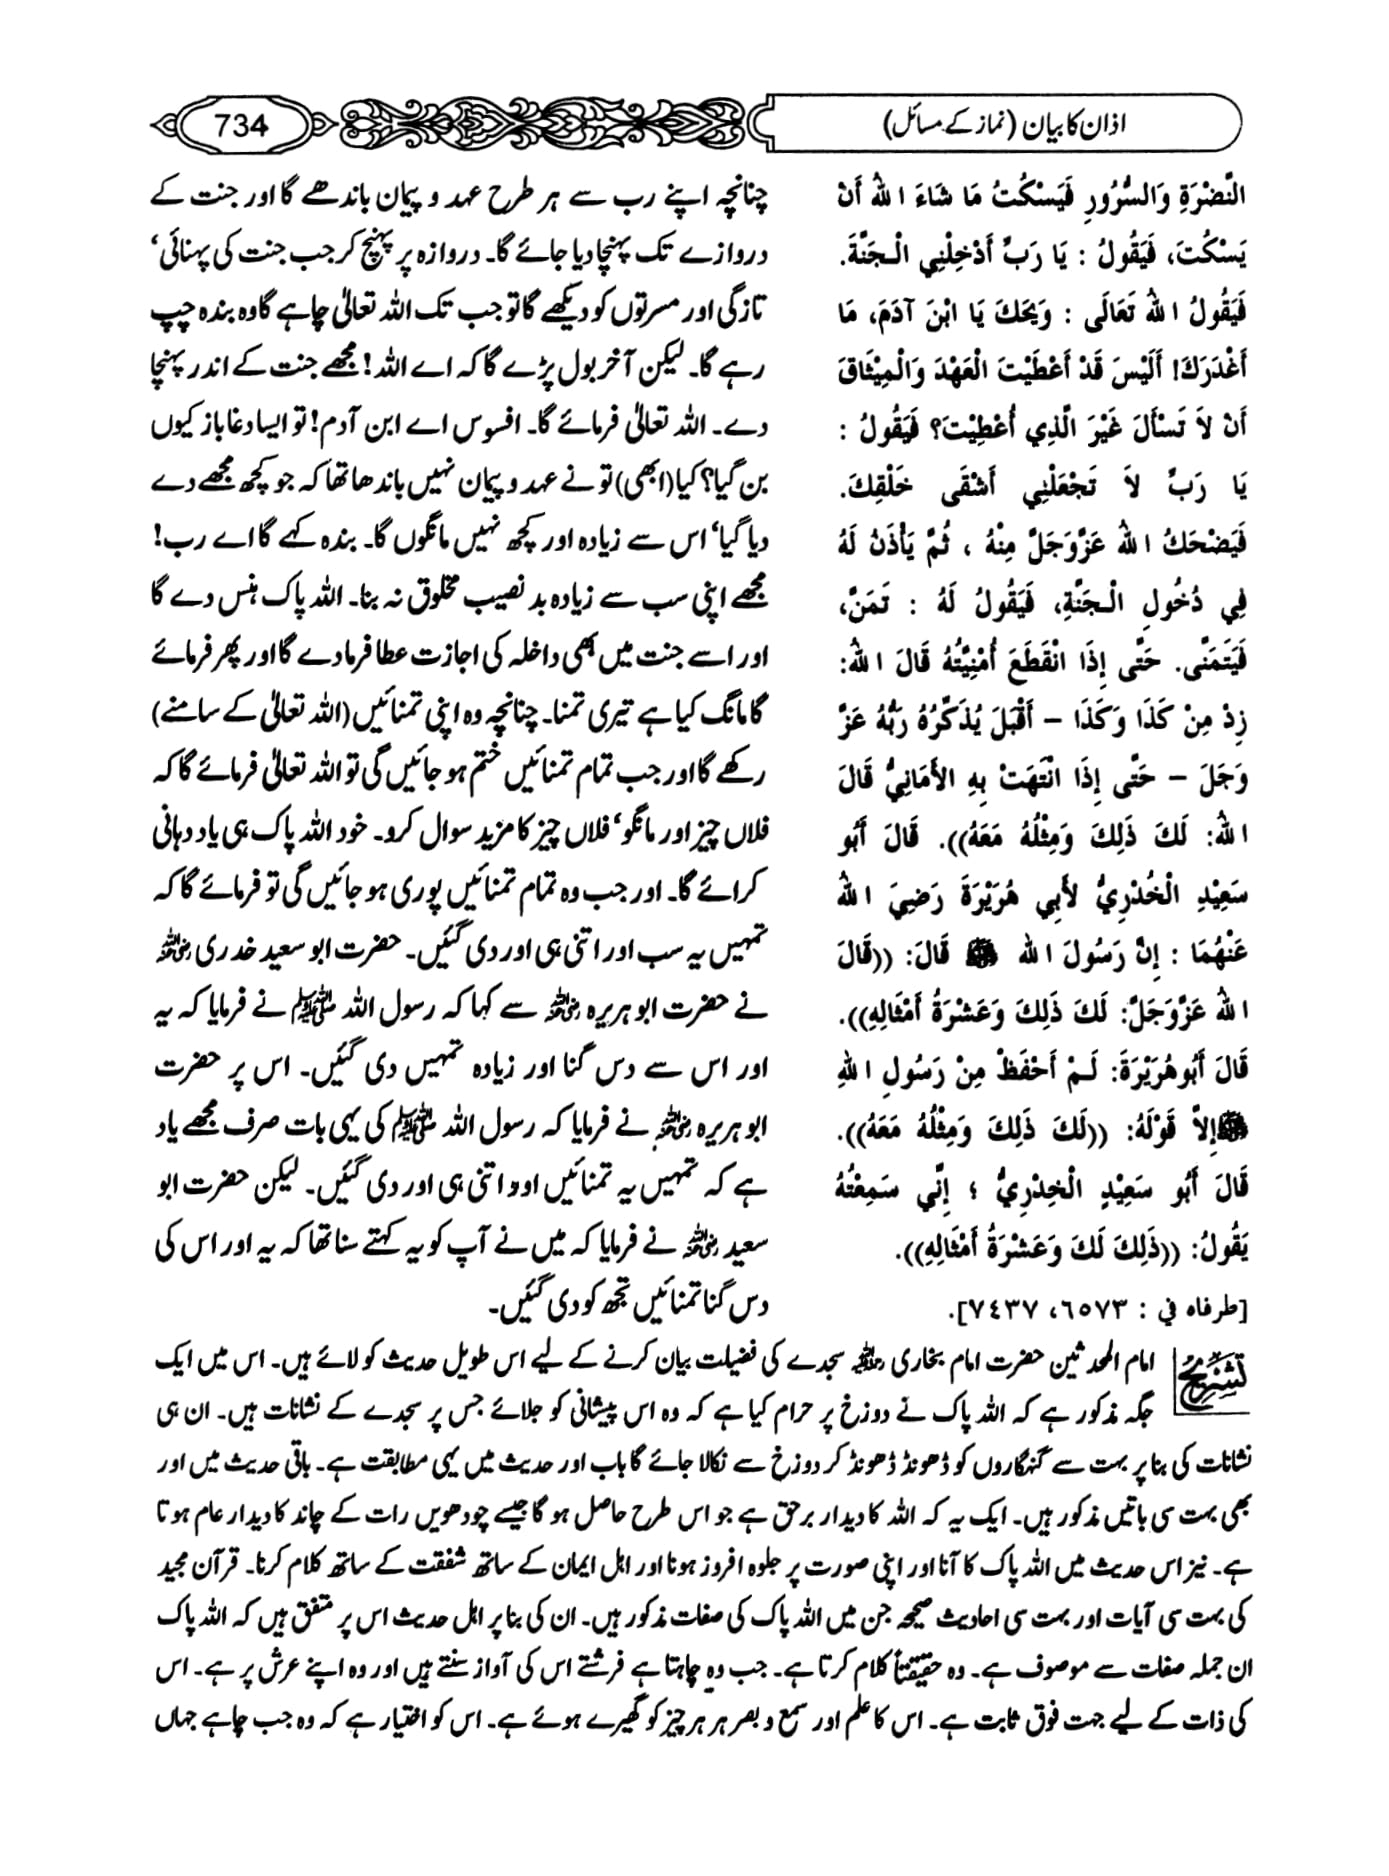 اذان کا بیان (نماز کے مسائل)
734
النَّضْرَةِ وَالسُّرُورِ فَيَسْكُتُ مَا شَاءَ اللهُ أَنْ
يَسْكُتَ، فَيَقُولُ : يَا رَبِّ أَدْخِلْنِي الْجَنَّةَ.
فَيَقُولُ اللهُ تَعَالَى : وَيْحَكَ يَا ابْنَ آدَمَ، مَا
أَغْدَرَكَ! أَلَيْسَ قَدْ أَعْطَيْتَ الْعَهْدَ وَالْمِيْثَاقَ
أَنْ لاَ تَسْأَلَ غَيْرَ الَّذِي أُعْطِيْتَ؟ فَيَقُولُ :
يَا رَبِّ لاَ تَجْعَلْنِي أَشْقَى خَلْقِكَ.
فَيَضْحَكُ اللهُ عَزَّوَجَلَّ مِنْهُ ، ثُمَّ يَأْذَنُ لَهُ
فِي دُخُولِ الْجَنَّةِ، فَيَقُولُ لَهُ : تَمَنَّ،
فَيَتَمَنَّى. حَتَّى إِذَا انْقَطَعَ أُمْنِيَّتُهُ قَالَ اللهُ:
زِدْ مِنْ كَذَا وَكَذَا – أَقْبَلَ يُذَكِّرُهُ رَبُّهُ عَزَّ
وَجَلَ – حَتَّى إِذَا انْتَهَتْ بِهِ الأَمَانِيُّ قَالَ
اللهُ: لَكَ ذَلِكَ وَمِثْلُهُ مَعَهُ)). قَالَ أَبُو
سَعِيْدٍ الْخُدْرِيُّ لأَبِي هُرَيْرَةَ رَضِيَ اللهُ
عَنْهُمَا : إِنَّ رَسُولَ اللهِ ﷺ قَالَ: ((قَالَ
اللهُ عَزَّوَجَلَّ: لَكَ ذَلِكَ وَعَشْرَةُ أَمْثَالِهِ)).
قَالَ أَبُوهُرَيْرَةَ: لَمْ أَحْفَظْ مِنْ رَسُولِ اللهِ
ﷺ إِلاَّ قَوْلَهُ: ((لَكَ ذَلِكَ وَمِثْلُهُ مَعَهُ)).
قَالَ أَبُو سَعِيْدٍ الْخِدْرِيُّ ؛ إِنِّي سَمِعْتُهُ
يَقُولُ: ((ذَلِكَ لَكَ وَعَشْرَةُ أَمْثَالِهِ)).
[طرفاه في : ٦٥٧٣، ٧٤٣٧].
چنانچہ اپنے رب سے ہر طرح عہد و پیمان باندھے گا اور جنت کے
دروازے تک پہنچا دیا جائے گا۔ دروازہ پر پہنچ کر جب جنت کی پہنائی‘
تازگی اور مسرتوں کو دیکھے گا تو جب تک اللہ تعالیٰ چاہے گا وہ بندہ چپ
رہے گا۔ لیکن آخر بول پڑے گا کہ اے اللہ! مجھے جنت کے اندر پہنچا
دے۔ اللہ تعالیٰ فرمائے گا۔ افسوس اے ابن آدم! تو ایسا دغا باز کیوں
بن گیا؟ کیا (ابھی) تو نے عہد و پیمان نہیں باندھا تھا کہ جو کچھ مجھے دے
دیا گیا‘ اس سے زیادہ اور کچھ نہیں مانگوں گا۔ بندہ کہے گا اے رب!
مجھے اپنی سب سے زیادہ بد نصیب مخلوق نہ بنا۔ اللہ پاک ہنس دے گا
اور اسے جنت میں بھی داخلہ کی اجازت عطا فرما دے گا اور پھر فرمائے
گا مانگ کیا ہے تیری تمنا۔ چنانچہ وہ اپنی تمنائیں (اللہ تعالیٰ کے سامنے)
رکھے گا اور جب تمام تمنائیں ختم ہو جائیں گی تو اللہ تعالیٰ فرمائے گا کہ
فلاں چیز اور مانگو‘ فلاں چیز کا مزید سوال کرو۔ خود اللہ پاک ہی یاد دہانی
کرائے گا۔ اور جب وہ تمام تمنائیں پوری ہو جائیں گی تو فرمائے گا کہ
تمہیں یہ سب اور اتنی ہی اور دی گئیں۔ حضرت ابو سعید خدری رضی اللہ عنہ
نے حضرت ابو ہریرہ رضی اللہ عنہ سے کہا کہ رسول اللہ ﷺ نے فرمایا کہ یہ
اور اس سے دس گنا اور زیادہ تمہیں دی گئیں۔ اس پر حضرت
ابو ہریرہ رضی اللہ عنہ نے فرمایا کہ رسول اللہ ﷺ کی یہی بات صرف مجھے یاد
ہے کہ تمہیں یہ تمنائیں اور اتنی ہی اور دی گئیں۔ لیکن حضرت ابو
سعید رضی اللہ عنہ نے فرمایا کہ میں نے آپ کو یہ کہتے سنا تھا کہ یہ اور اس کی
دس گنا تمنائیں تجھ کو دی گئیں۔
تشریح امام المحدثین حضرت امام بخاری رحمۃ اللہ علیہ سجدے کی فضیلت بیان کرنے کے لیے اس طویل حدیث کو لائے ہیں۔ اس میں ایک
جگہ مذکور ہے کہ اللہ پاک نے دوزخ پر حرام کیا ہے کہ وہ اس پیشانی کو جلائے جس پر سجدے کے نشانات ہیں۔ ان ہی
نشانات کی بنا پر بہت سے گنہگاروں کو ڈھونڈ ڈھونڈ کر دوزخ سے نکالا جائے گا باب اور حدیث میں یہی مطابقت ہے۔ باقی حدیث میں اور
بھی بہت سی باتیں مذکور ہیں۔ ایک یہ کہ اللہ کا دیدار برحق ہے جو اس طرح حاصل ہو گا جیسے چودھویں رات کے چاند کا دیدار عام ہوتا
ہے۔ نیز اس حدیث میں اللہ پاک کا آنا اور اپنی صورت پر جلوہ افروز ہونا اور اہل ایمان کے ساتھ شفقت کے ساتھ کلام کرنا۔ قرآن مجید
کی بہت سی آیات اور بہت سی احادیث صحیحہ جن میں اللہ پاک کی صفات مذکور ہیں۔ ان کی بنا پر اہل حدیث اس پر متفق ہیں کہ اللہ پاک
ان جملہ صفات سے موصوف ہے۔ وہ حقیقتاً کلام کرتا ہے۔ جب وہ چاہتا ہے فرشتے اس کی آواز سنتے ہیں اور وہ اپنے عرش پر ہے۔ اس
کی ذات کے لیے جہت فوق ثابت ہے۔ اس کا علم اور سمع و بصر ہر ہر چیز کو گھیرے ہوئے ہے۔ اس کو اختیار ہے کہ وہ جب چاہے جہاں